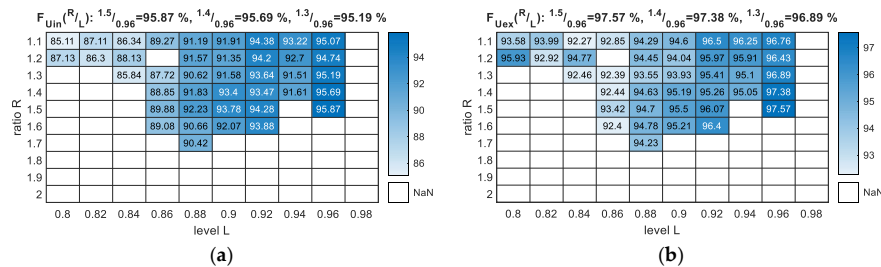 F_Uin(R/L): 1.5/0.96=95.87 %, 1.4/0.96=95.69 %, 1.3/0.96=95.19 %
1.1 85.11 87.11 86.34 89.27 91.19 91.91 94.38 93.22 95.07
1.2 87.13 86.3 88.13 91.57 91.35 94.2 92.7 94.74
1.3 85.84 87.72 90.62 91.58 93.64 91.51 95.19
1.4 88.85 91.83 93.4 93.47 91.61 95.69
1.5 89.88 92.23 93.78 94.28 95.87
1.6 89.08 90.66 92.07 93.88
1.7 90.42
1.8
1.9
2
ratio R
0.8 0.82 0.84 0.86 0.88 0.9 0.92 0.94 0.96 0.98
level L
94
92
90
88
86
NaN
(a)
F_Uex(R/L): 1.5/0.96=97.57 %, 1.4/0.96=97.38 %, 1.3/0.96=96.89 %
1.1 93.58 93.99 92.27 92.85 94.29 94.6 96.5 96.25 96.76
1.2 95.93 92.92 94.77 94.45 94.04 95.97 95.91 96.43
1.3 92.46 92.39 93.55 93.93 95.41 95.1 96.89
1.4 92.44 94.63 95.19 95.26 95.05 97.38
1.5 93.42 94.7 95.5 96.07 97.57
1.6 92.4 94.78 95.21 96.4
1.7 94.23
1.8
1.9
2
ratio R
0.8 0.82 0.84 0.86 0.88 0.9 0.92 0.94 0.96 0.98
level L
97
96
95
94
93
NaN
(b)